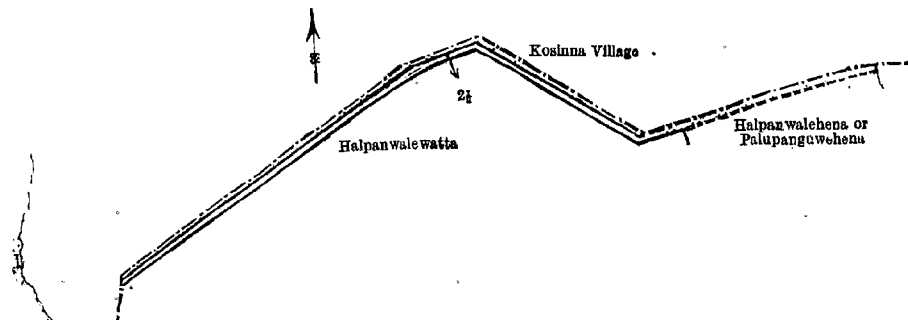 Kosinna Village
N
2½
Halpanwalewatta
Halpanwalehena or
Palupanguwehena